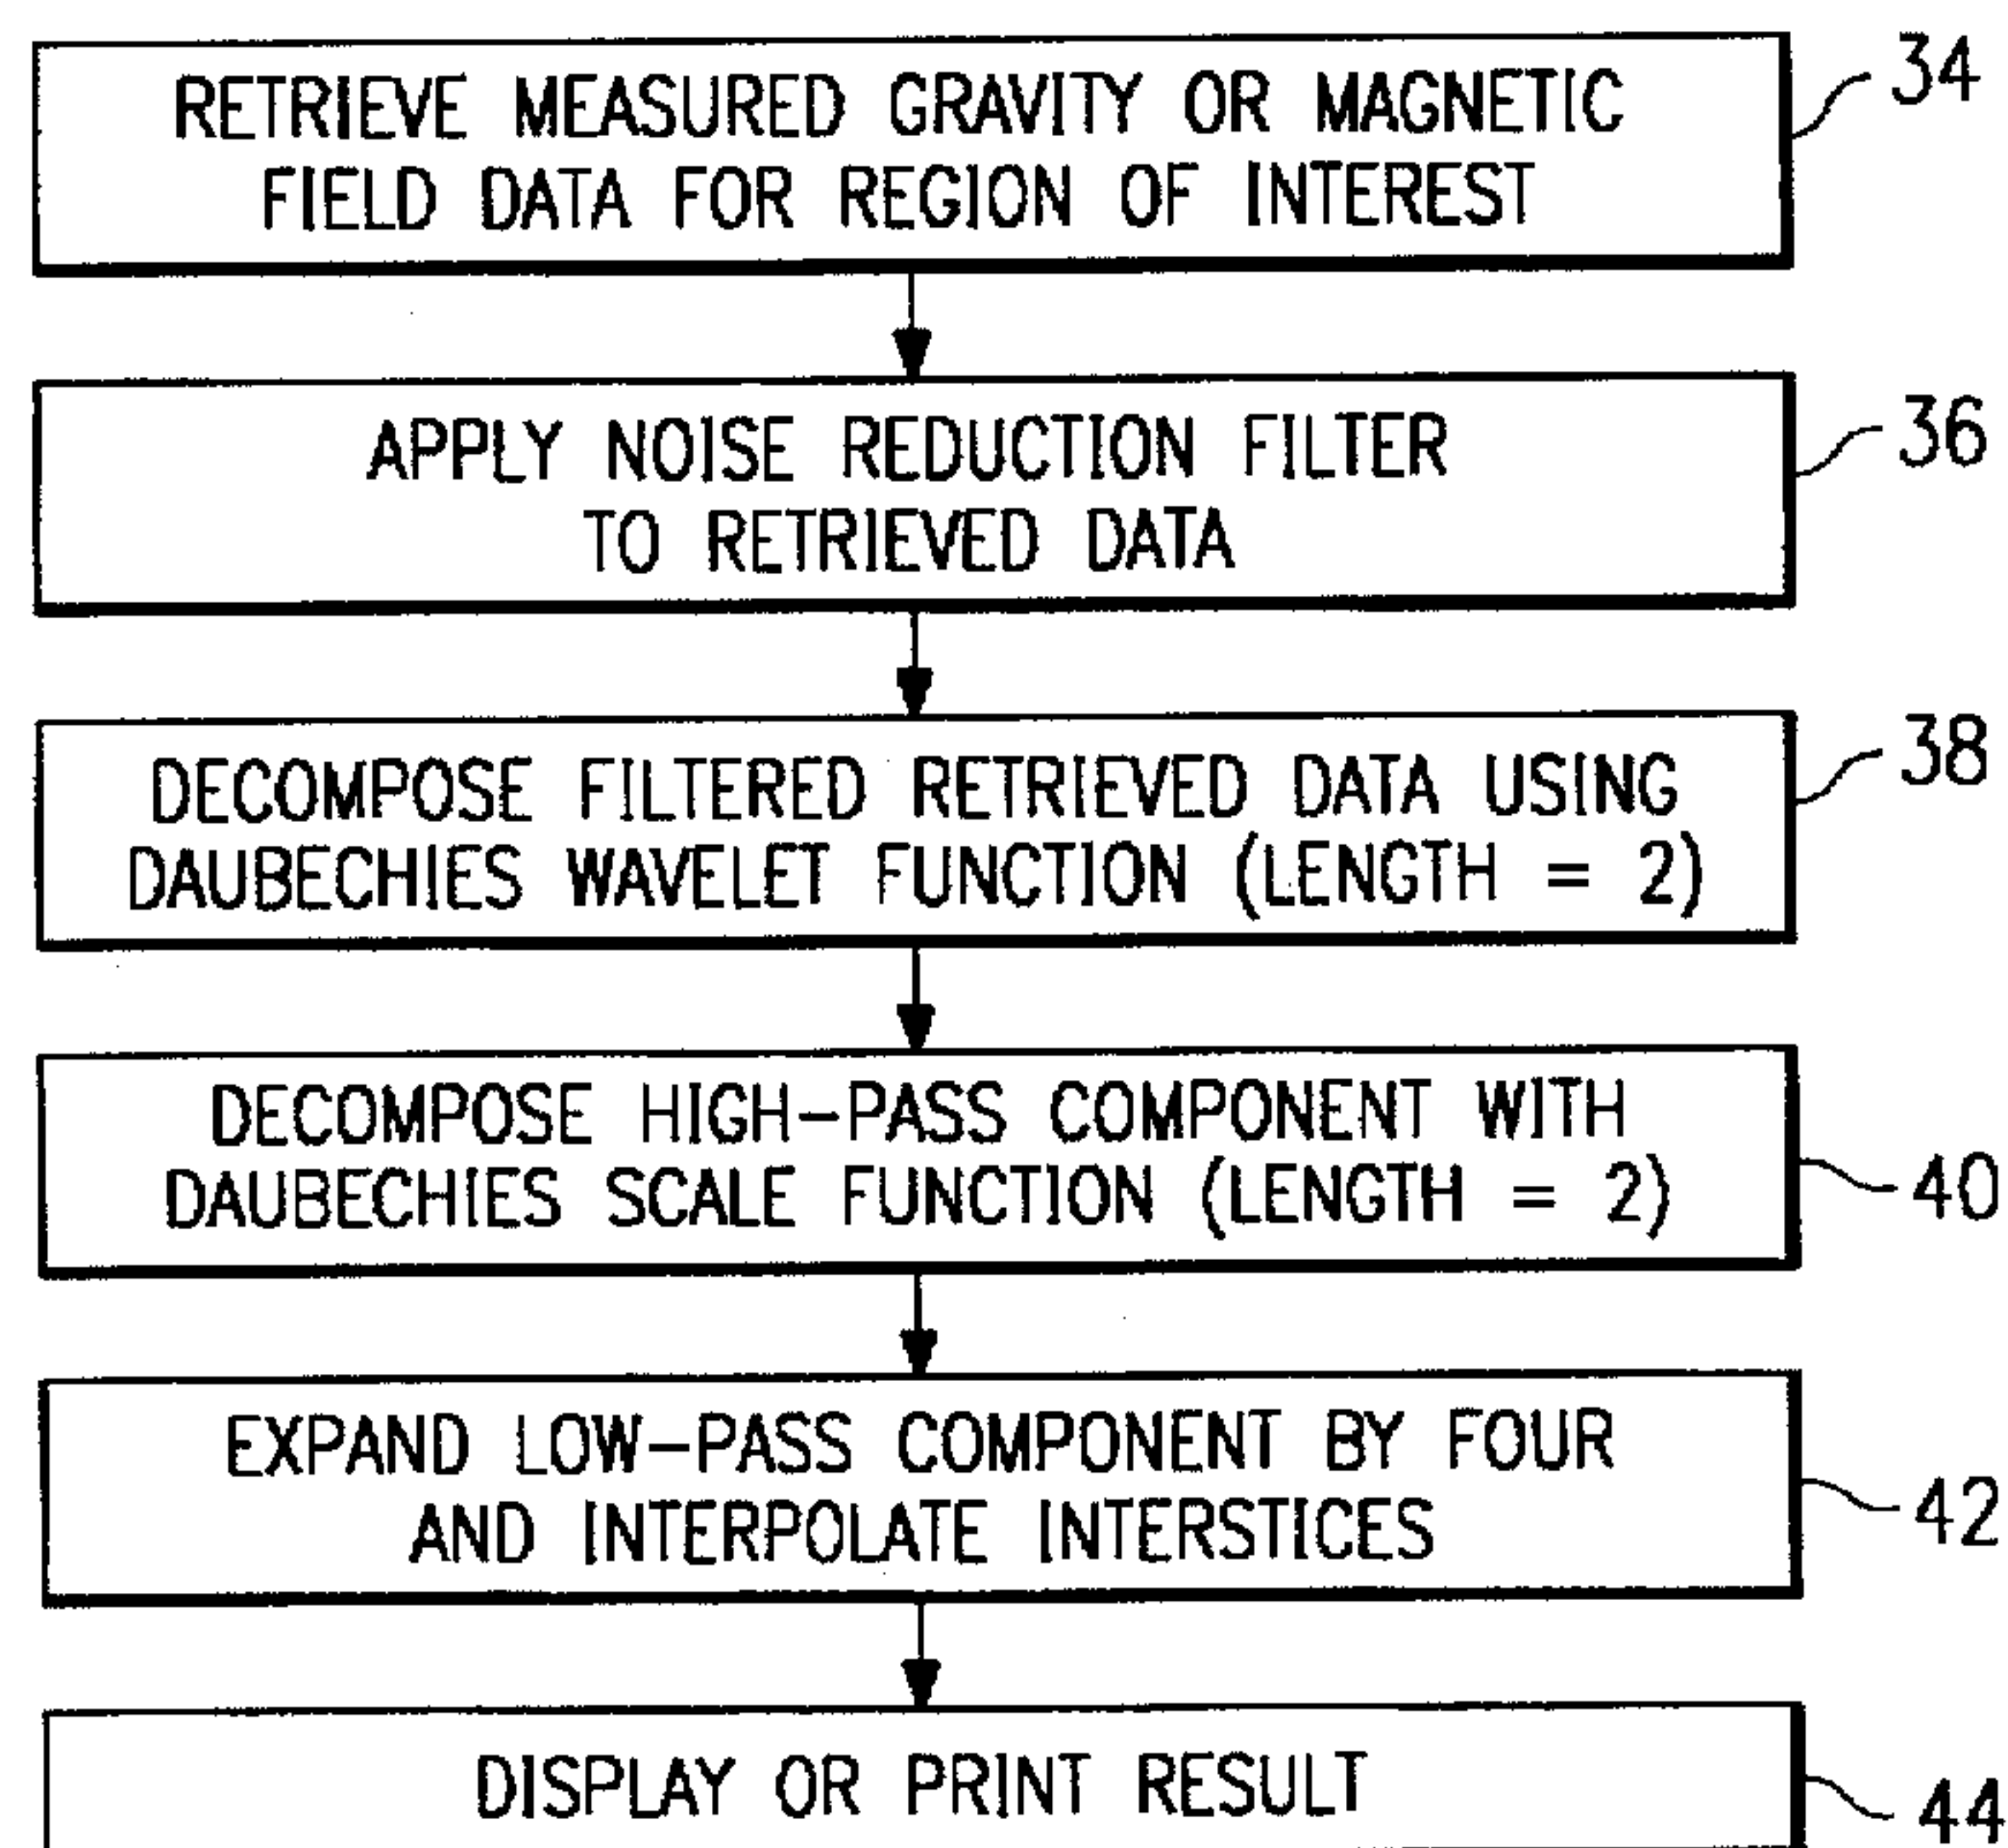 RETRIEVE MEASURED GRAVITY OR MAGNETIC
FIELD DATA FOR REGION OF INTEREST
34
APPLY NOISE REDUCTION FILTER
TO RETRIEVED DATA
36
DECOMPOSE FILTERED RETRIEVED DATA USING
DAUBECHIES WAVELET FUNCTION (LENGTH = 2)
38
DECOMPOSE HIGH-PASS COMPONENT WITH
DAUBECHIES SCALE FUNCTION (LENGTH = 2)
40
EXPAND LOW-PASS COMPONENT BY FOUR
AND INTERPOLATE INTERSTICES
42
DISPLAY OR PRINT RESULT
44